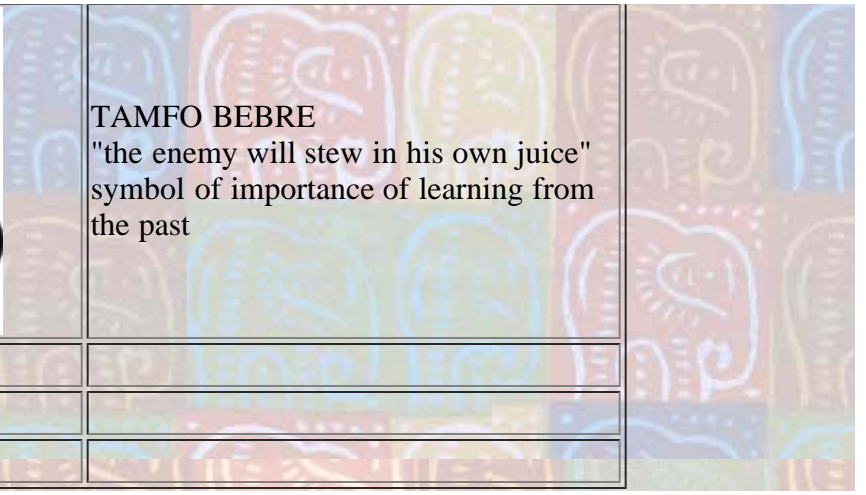 TAMFO BEBRE
"the enemy will stew in his own juice"
symbol of importance of learning from
the past